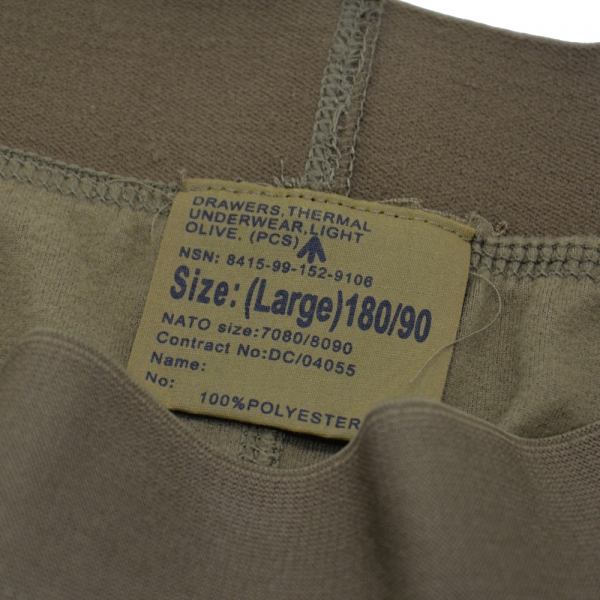 DRAWERS,THERMAL
UNDERWEAR,LIGHT
OLIVE, (PCS)
NSN: 8415-99-152-9106
Size: (Large)180/90
NATO size:7080/8090
Contract No:DC/04055
Name:
No:
100%POLYESTER